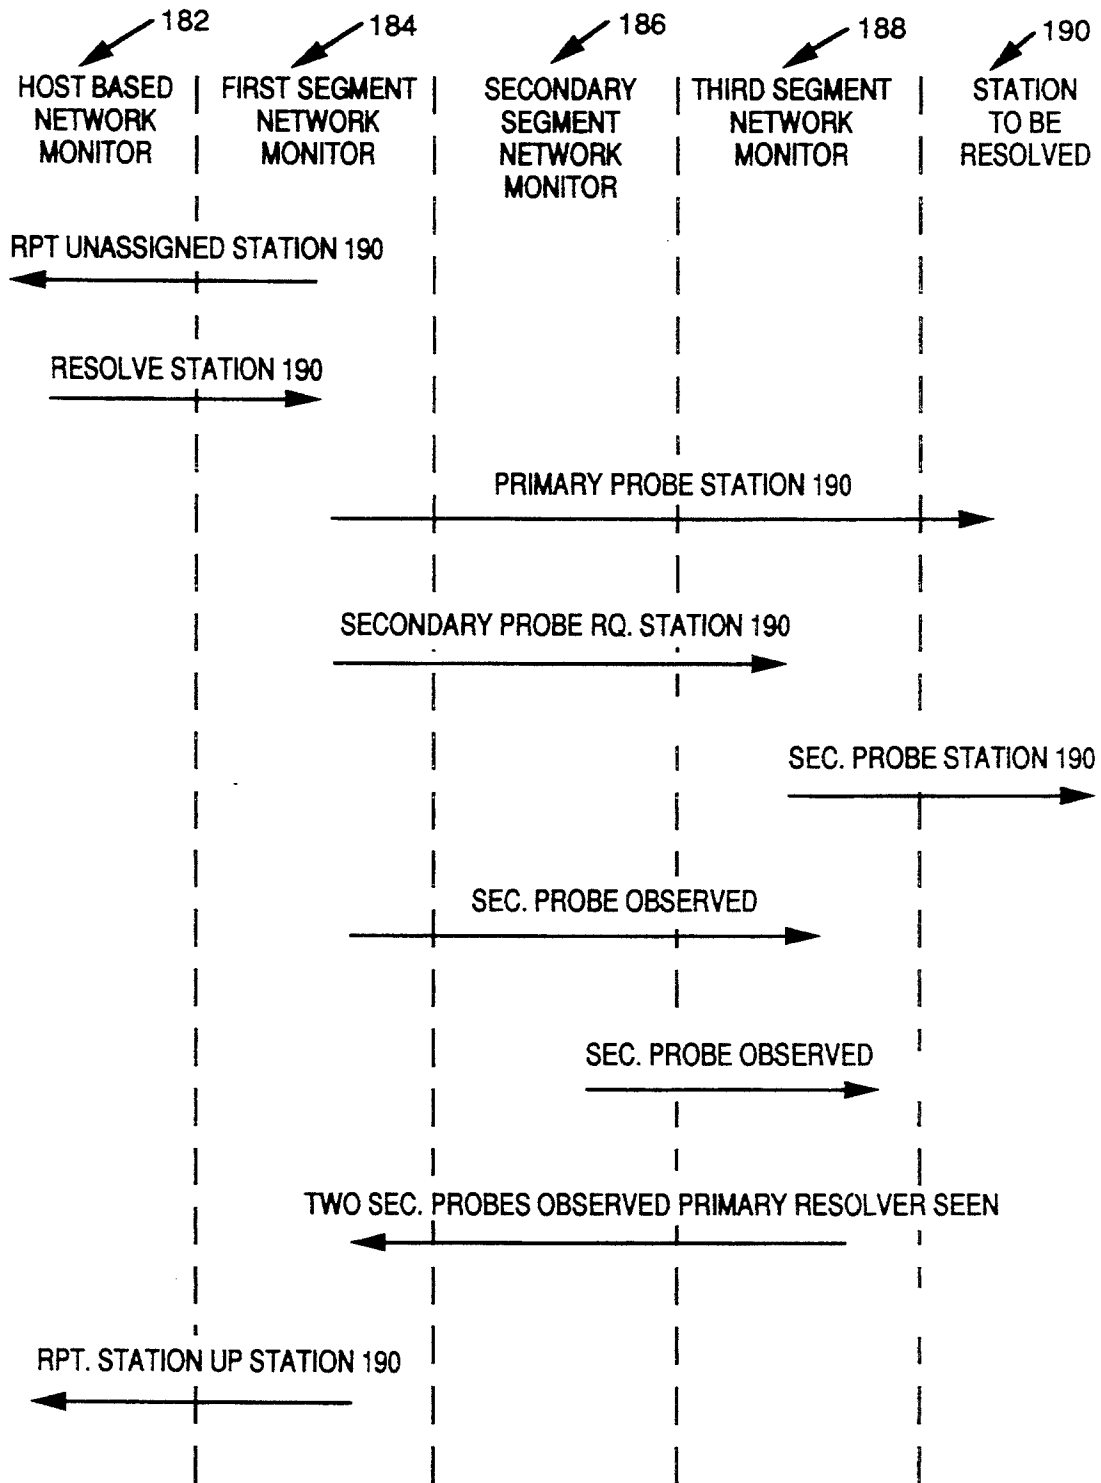 182
184
186
188
190
HOST BASED
NETWORK
MONITOR
FIRST SEGMENT
NETWORK
MONITOR
SECONDARY
SEGMENT
NETWORK
MONITOR
THIRD SEGMENT
NETWORK
MONITOR
STATION
TO BE
RESOLVED
RPT UNASSIGNED STATION 190
RESOLVE STATION 190
PRIMARY PROBE STATION 190
SECONDARY PROBE RQ. STATION 190
SEC. PROBE STATION 190
SEC. PROBE OBSERVED
SEC. PROBE OBSERVED
TWO SEC. PROBES OBSERVED PRIMARY RESOLVER SEEN
RPT. STATION UP STATION 190